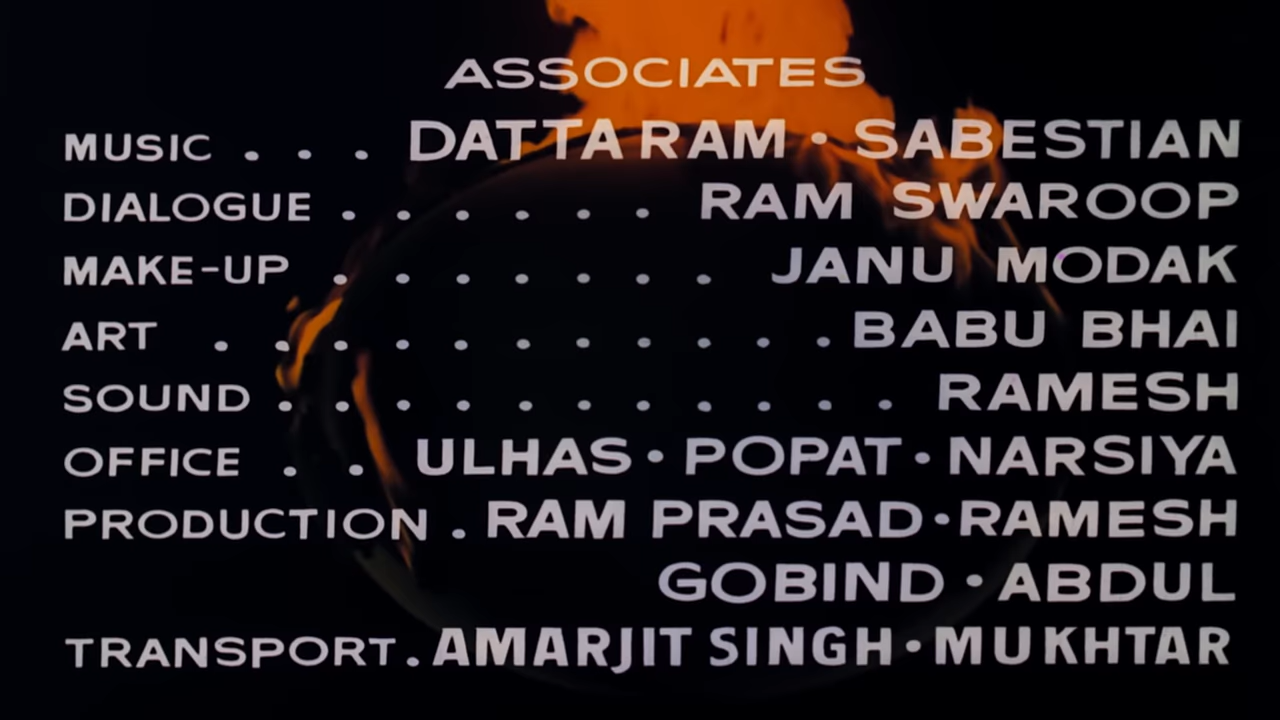 ASSOCIATES
MUSIC . . . DATTARAM • SABESTIAN
DIALOGUE . . . . . . RAM SWAROOP
MAKE-UP . . . . . . . JANU MODAK
ART . . . . . . . . . . . BABU BHAI
SOUND . . . . . . . . . . . RAMESH
OFFICE . . ULHAS • POPAT • NARSIYA
PRODUCTION . RAM PRASAD • RAMESH
GOBIND • ABDUL
TRANSPORT . AMARJIT SINGH • MUKHTAR